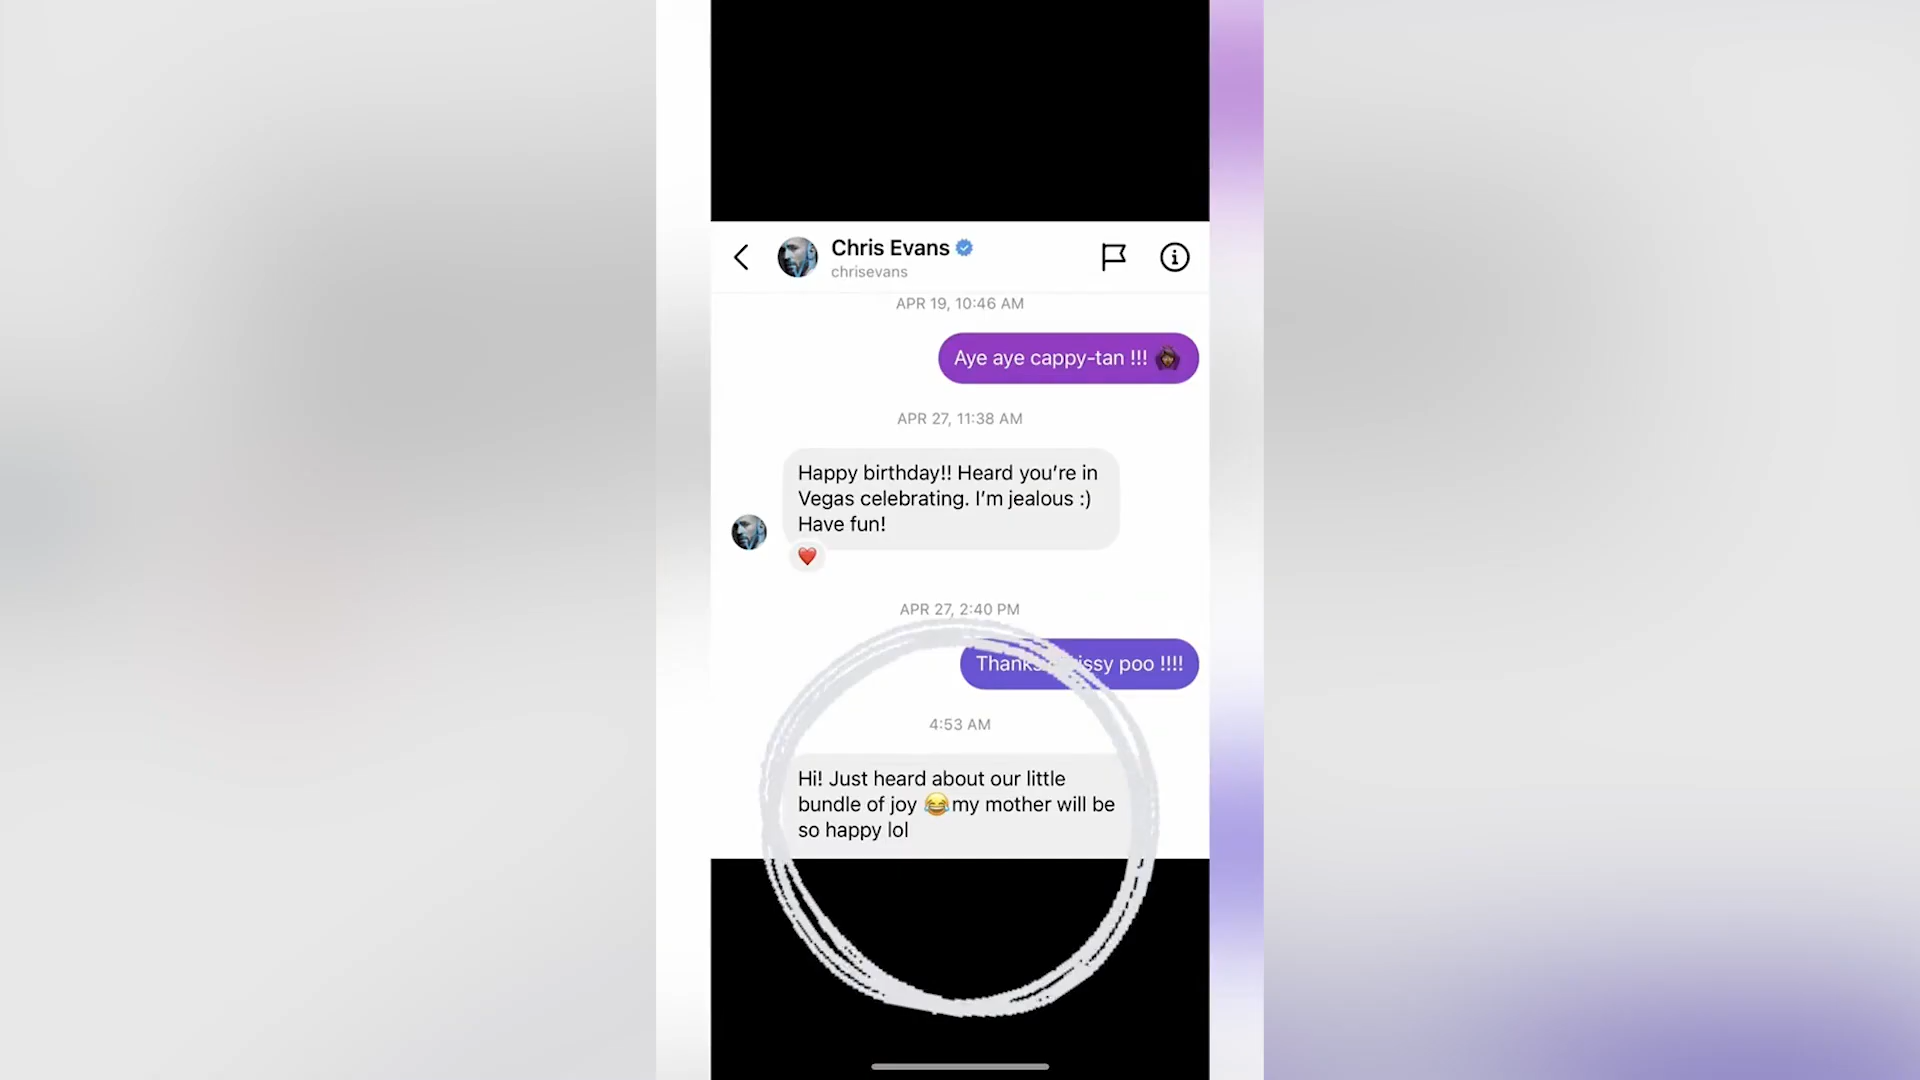 Chris Evans
chrisevans
APR 19, 10:46 AM
Aye aye cappy-tan !!! 🙆🏾‍♀️
APR 27, 11:38 AM
Happy birthday!! Heard you’re in
Vegas celebrating. I’m jealous :)
Have fun!
❤️
APR 27, 2:40 PM
Thanks poo !!!!
4:53 AM
Hi! Just heard about our little
bundle of joy 😂my mother will be
so happy lol